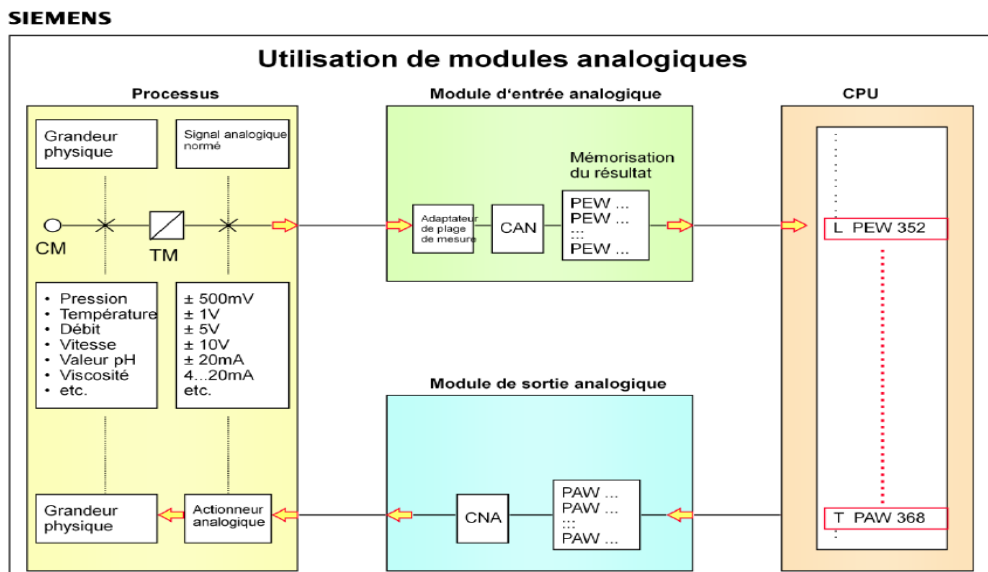 SIEMENS
Utilisation de modules analogiques
Processus
Grandeur
physique
Signal analogique
normé
CM
TM
• Pression
• Température
• Débit
• Vitesse
• Valeur pH
• Viscosité
• etc.
± 500mV
± 1V
± 5V
± 10V
± 20mA
4...20mA
etc.
Grandeur
physique
Actionneur
analogique
Module d'entrée analogique
Adaptateur
de plage
de mesure
CAN
Mémorisation
du résultat
PEW ...
PEW ...
:::
PEW ...
Module de sortie analogique
CNA
PAW ...
PAW ...
:::
PAW ...
CPU
L PEW 352
T PAW 368